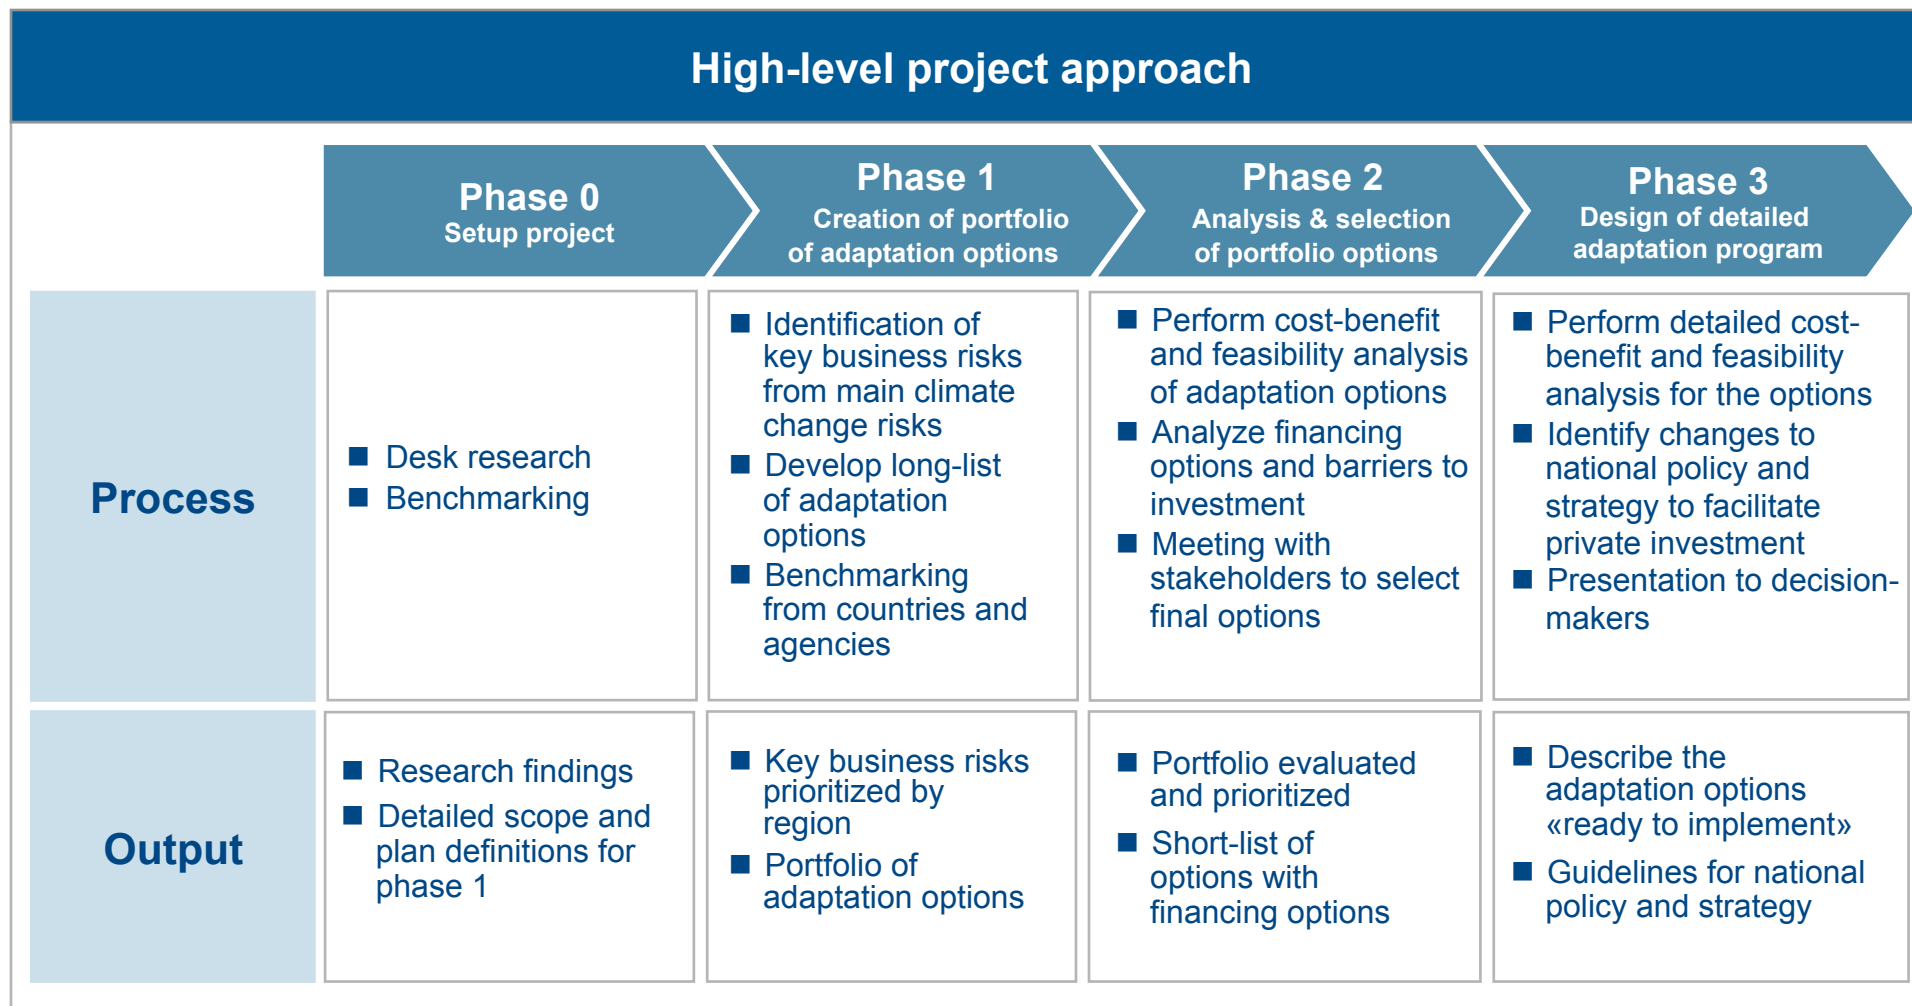 High-level project approach
Phase 0
Setup project
Phase 1
Creation of portfolio
of adaptation options
Phase 2
Analysis & selection
of portfolio options
Phase 3
Design of detailed
adaptation program
Process
■ Desk research
■ Benchmarking
■ Identification of
key business risks
from main climate
change risks
■ Develop long-list
of adaptation
options
■ Benchmarking
from countries and
agencies
■ Perform cost-benefit
and feasibility analysis
of adaptation options
■ Analyze financing
options and barriers to
investment
■ Meeting with
stakeholders to select
final options
■ Perform detailed cost-
benefit and feasibility
analysis for the options
■ Identify changes to
national policy and
strategy to facilitate
private investment
■ Presentation to decision-
makers
Output
■ Research findings
■ Detailed scope and
plan definitions for
phase 1
■ Key business risks
prioritized by
region
■ Portfolio of
adaptation options
■ Portfolio evaluated
and prioritized
■ Short-list of
options with
financing options
■ Describe the
adaptation options
«ready to implement»
■ Guidelines for national
policy and strategy